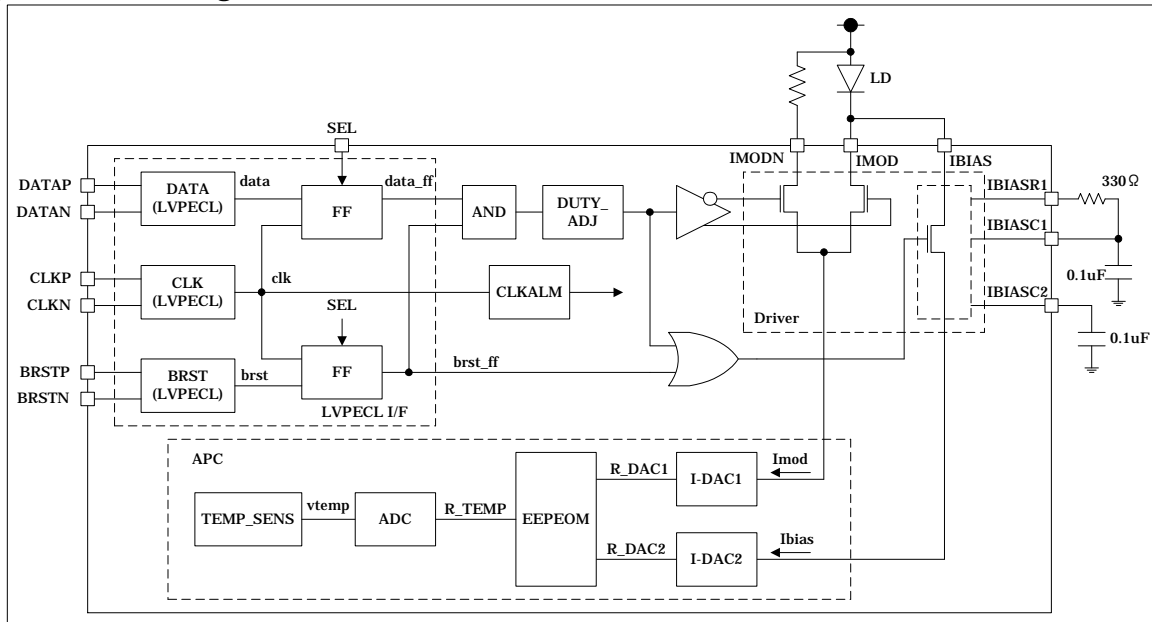 LD
SEL
IMODN
IMOD
IBIAS
DATAP
DATAN
DATA
(LVPECL)
data
FF
data_ff
AND
DUTY_
ADJ
IBIASR1
330Ω
IBIASC1
0.1uF
CLKP
CLKN
CLK
(LVPECL)
clk
CLKALM
IBIASC2
0.1uF
Driver
SEL
BRSTP
BRSTN
BRST
(LVPECL)
brst
FF
brst_ff
LVPECL I/F
APC
TEMP_SENS
vtemp
ADC
R_TEMP
EEPEOM
R_DAC1
I-DAC1
Imod
R_DAC2
I-DAC2
Ibias